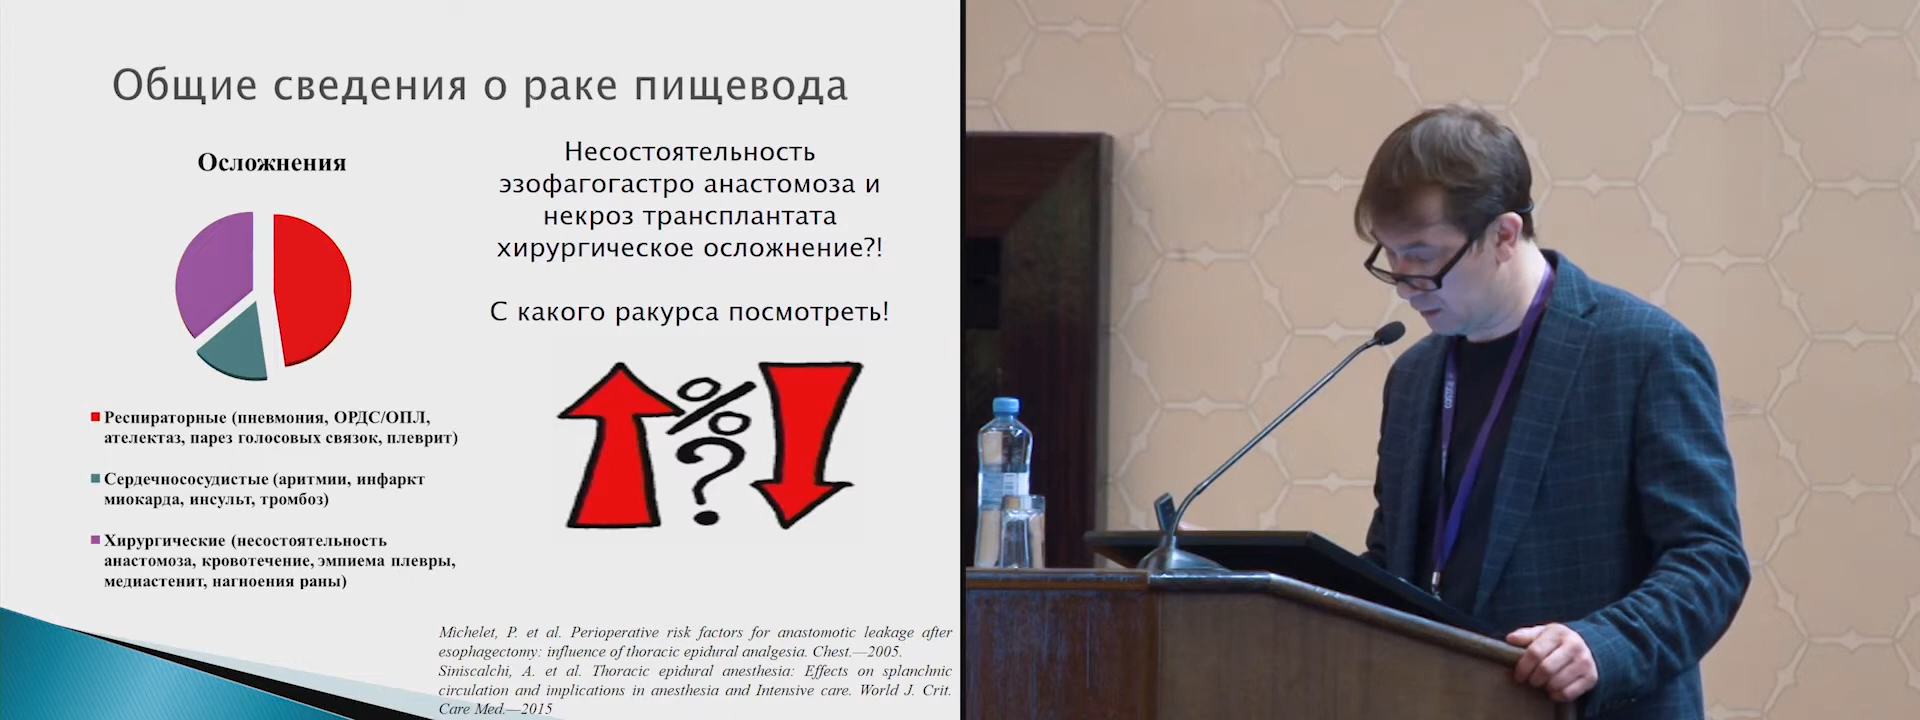 Общие сведения о раке пищевода
Осложнения
Респираторные (пневмония, ОРДС/ОПЛ,
ателектаз, парез голосовых связок, плеврит)
Сердечнососудистые (аритмии, инфаркт
миокарда, инсульт, тромбоз)
Хирургические (несостоятельность
анастомоза, кровотечение, эмпиема плевры,
медиастенит, нагноения раны)
Несостоятельность
эзофагогастро анастомоза и
некроз трансплантата
хирургическое осложнение?!
С какого ракурса посмотреть!
%
?
Michelet, P. et al. Perioperative risk factors for anastomotic leakage after
esophagectomy: influence of thoracic epidural analgesia. Chest.—2005.
Siniscalchi, A. et al. Thoracic epidural anesthesia: Effects on splanchnic
circulation and implications in anesthesia and Intensive care. World J. Crit.
Care Med.—2015